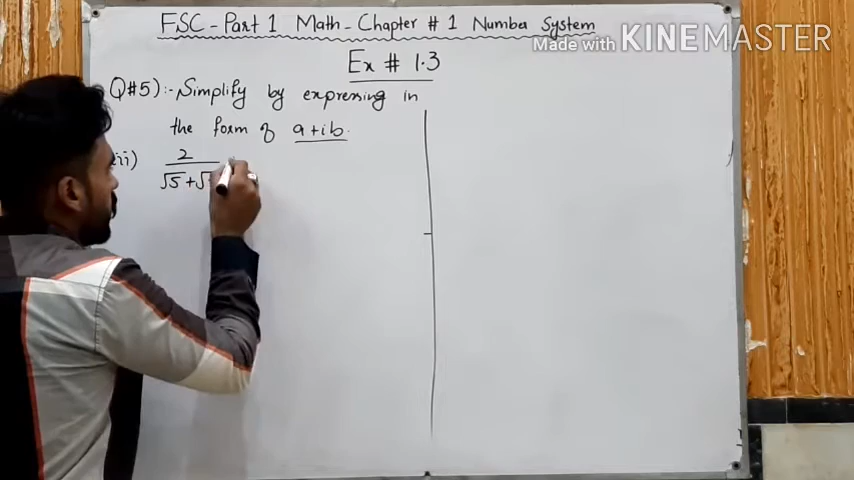 FSC - Part 1 Math - Chapter # 1 Numba System
Made with KINEMASTER
Ex # 1.3
Q#5) :- Simplify by expressing in
the form of a + ib.
iii) 2
√5 + √